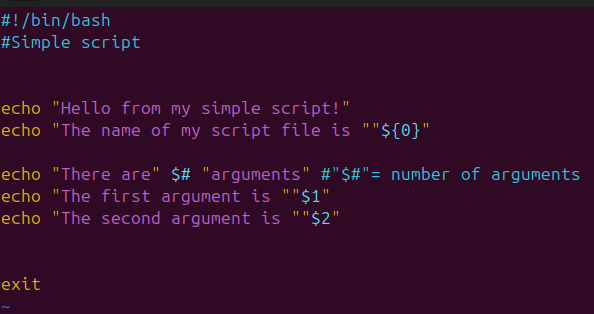 #!/bin/bash
#Simple script
echo "Hello from my simple script!"
echo "The name of my script file is ""${0}"
echo "There are" $# "arguments" #"$#"= number of arguments
echo "The first argument is ""$1"
echo "The second argument is ""$2"
exit
~